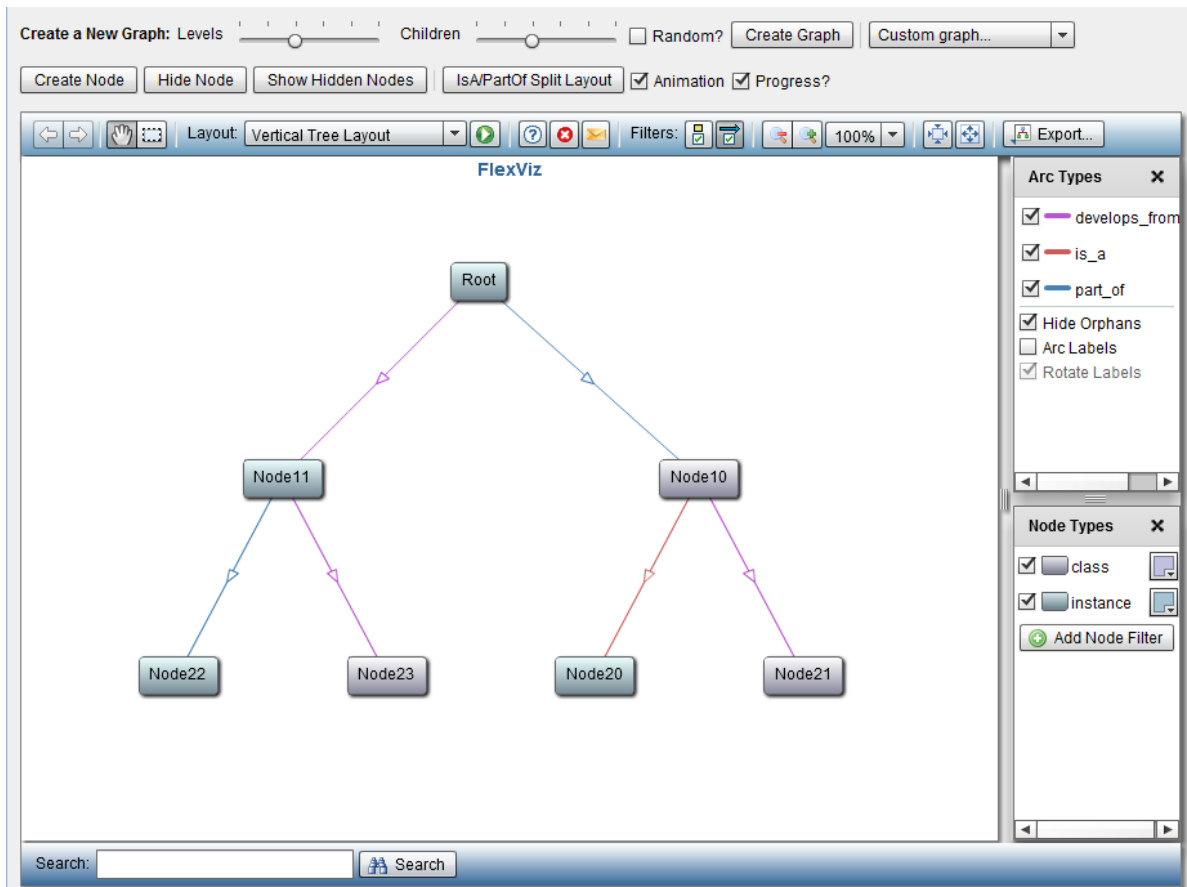 Create a New Graph: Levels Children Random? Create Graph Custom graph...
Create Node Hide Node Show Hidden Nodes IsA/PartOf Split Layout Animation Progress?
Layout: Vertical Tree Layout Filters: 100% Export...
FlexViz
Arc Types
develops_from
is_a
part_of
Hide Orphans
Arc Labels
Rotate Labels
Root
Node11 Node10
Node22 Node23 Node20 Node21
Node Types
class
instance
Add Node Filter
Search: Search